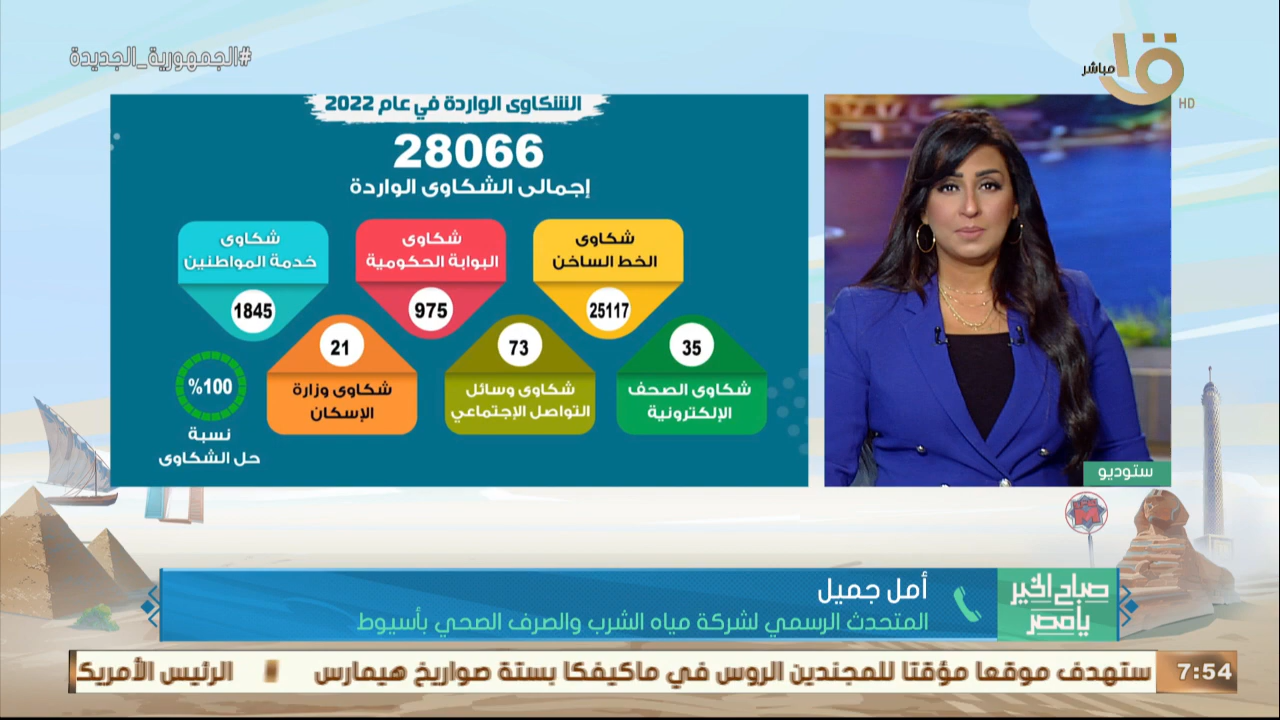 #الجمهورية_الجديدة
مباشر
HD
الشكاوى الواردة في عام 2022
28066
إجمالى الشكاوى الواردة
شكاوى
الخط الساخن
25117
شكاوى
البوابة الحكومية
975
شكاوى
خدمة المواطنين
1845
35
شكاوى الصحف
الإلكترونية
73
شكاوى وسائل
التواصل الإجتماعي
21
شكاوى وزارة
الإسكان
%100
نسبة
حل الشكاوى
ستوديو
صباح الخير
يا مصر
أمل جميل
المتحدث الرسمي لشركة مياه الشرب والصرف الصحي بأسيوط
7:54
ستهدف موقعا مؤقتا للمجندين الروس في ماكيفكا بستة صواريخ هيمارس
الرئيس الأمريك